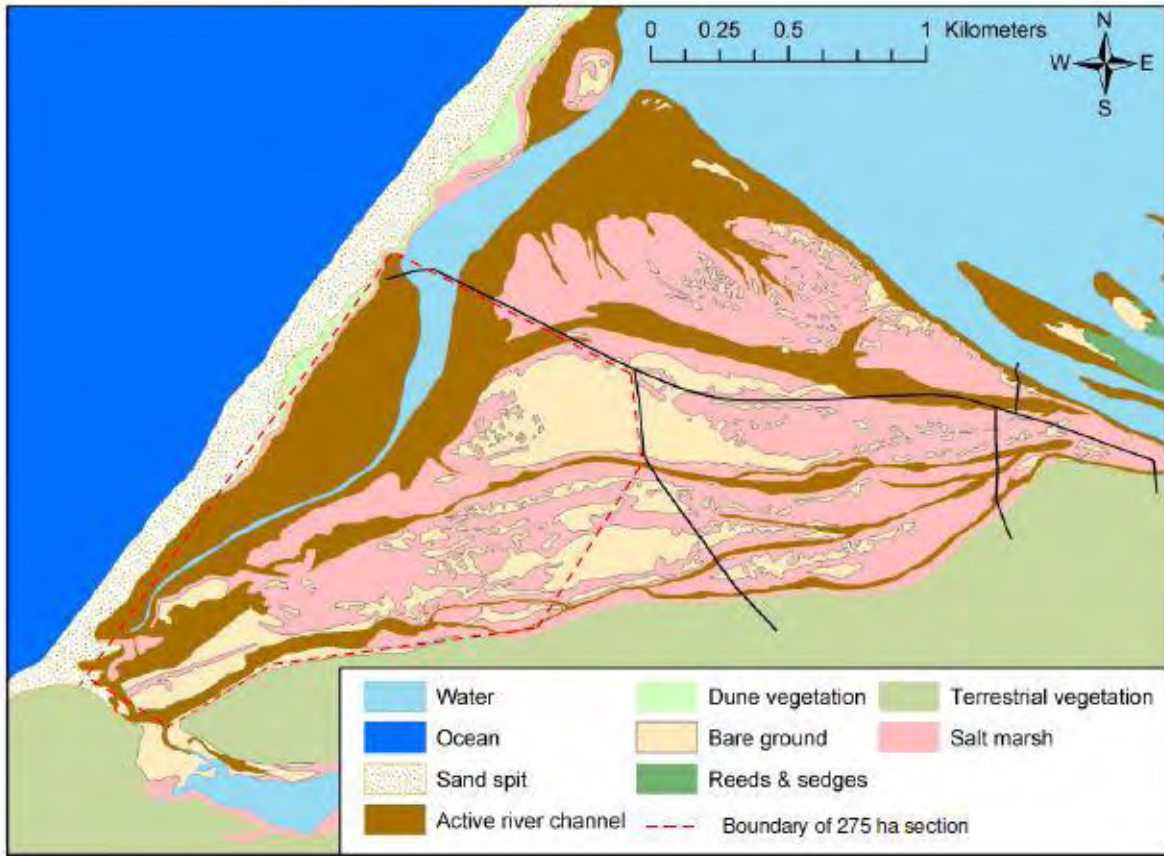 0 0.25 0.5 1 Kilometers
N
W E
S
Water
Ocean
Sand spit
Active river channel
Dune vegetation
Bare ground
Reeds & sedges
Boundary of 275 ha section
Terrestrial vegetation
Salt marsh